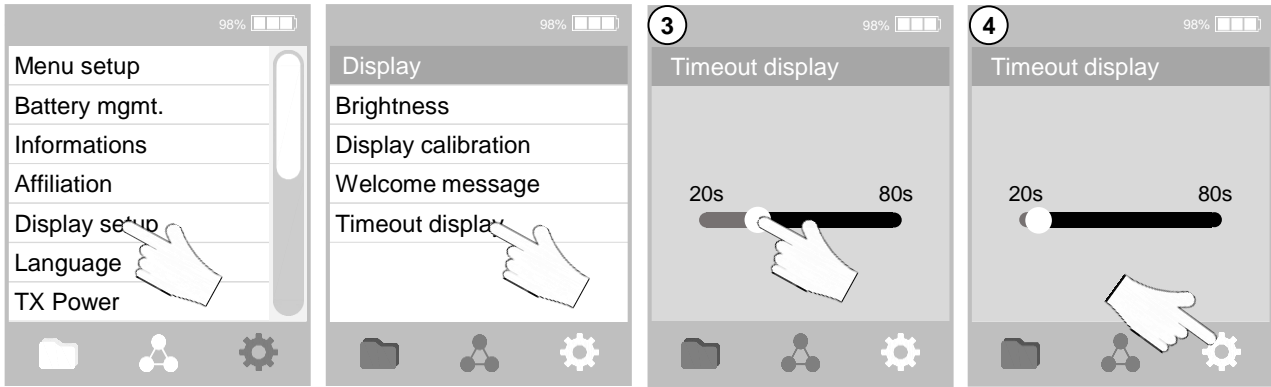 98%
Menu setup
Battery mgmt.
Informations
Affiliation
Display setup
Language
TX Power
98%
Display
Brightness
Display calibration
Welcome message
Timeout display
3
98%
Timeout display
20s 80s
4
98%
Timeout display
20s 80s